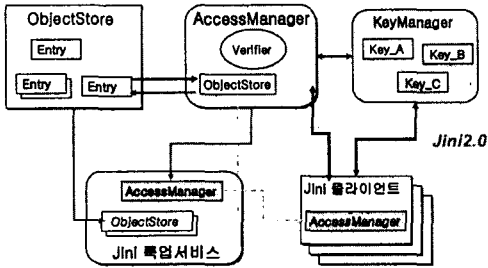 ObjectStore
Entry
Entry
Entry
AccessManager
Verifier
ObjectStore
KeyManager
Key_A
Key_B
Key_C
Jini2.0
AccessManager
ObjectStore
Jini 룩업서비스
Jini 클라이언트
AccessManager